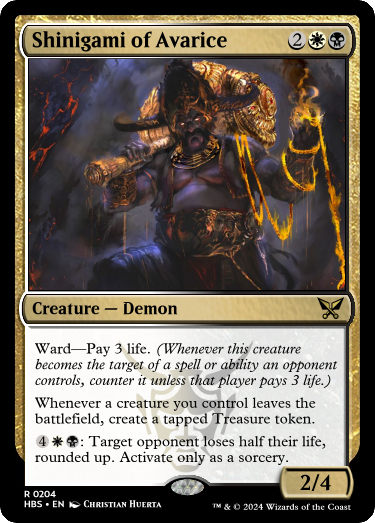 Shinigami of Avarice 2
Creature — Demon
Ward—Pay 3 life. (Whenever this creature
becomes the target of a spell or ability an opponent
controls, counter it unless that player pays 3 life.)
Whenever a creature you control leaves the
battlefield, create a tapped Treasure token.
4 : Target opponent loses half their life,
rounded up. Activate only as a sorcery.
2/4
R 0204
HBS • EN Christian Huerta
™ & © 2024 Wizards of the Coast